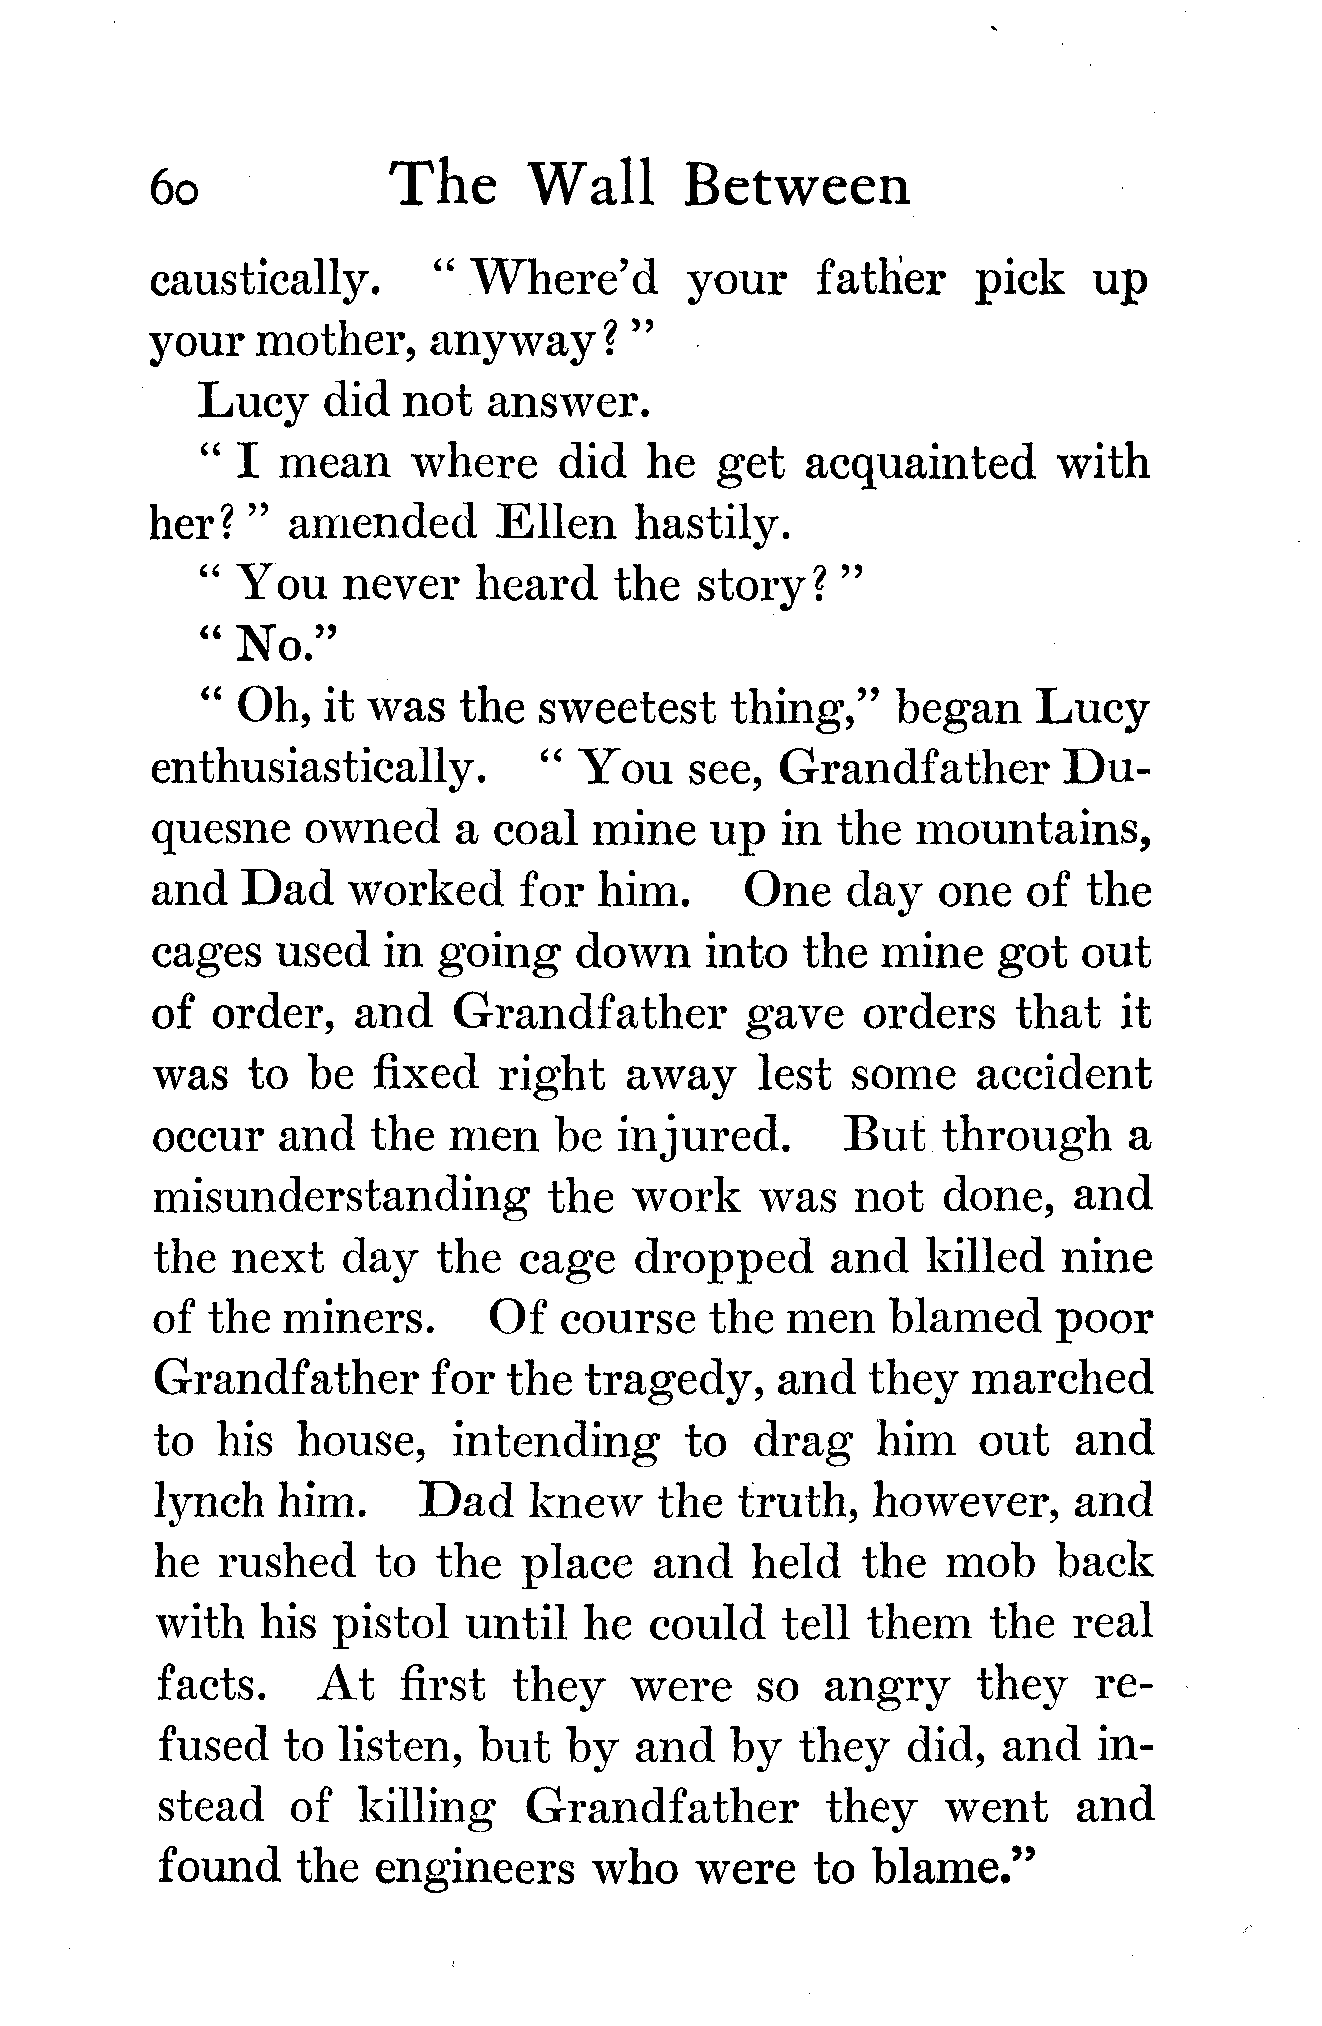 60 The Wall Between
caustically. " Where'd your father pick up
your mother, anyway? "
Lucy did not answer.
" I mean where did he get acquainted with
her? " amended Ellen hastily.
" You never heard the story? "
" No."
" Oh, it was the sweetest thing," began Lucy
enthusiastically. " You see, Grandfather Du-
quesne owned a coal mine up in the mountains,
and Dad worked for him. One day one of the
cages used in going down into the mine got out
of order, and Grandfather gave orders that it
was to be fixed right away lest some accident
occur and the men be injured. But through a
misunderstanding the work was not done, and
the next day the cage dropped and killed nine
of the miners. Of course the men blamed poor
Grandfather for the tragedy, and they marched
to his house, intending to drag him out and
lynch him. Dad knew the truth, however, and
he rushed to the place and held the mob back
with his pistol until he could tell them the real
facts. At first they were so angry they re-
fused to listen, but by and by they did, and in-
stead of killing Grandfather they went and
found the engineers who were to blame."